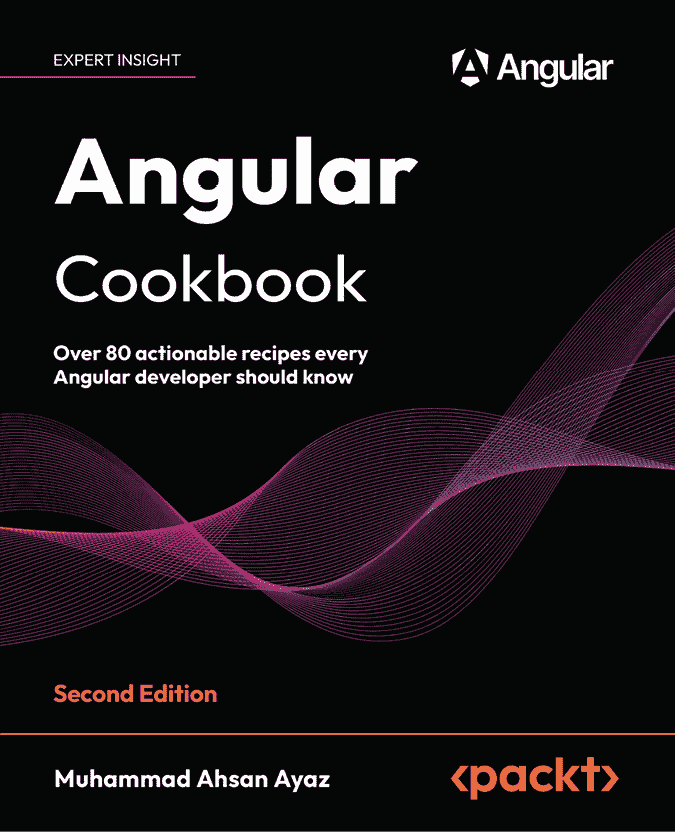 EXPERT INSIGHT
Angular
Angular
Cookbook
Over 80 actionable recipes every
Angular developer should know
Second Edition
Muhammad Ahsan Ayaz
<packt>